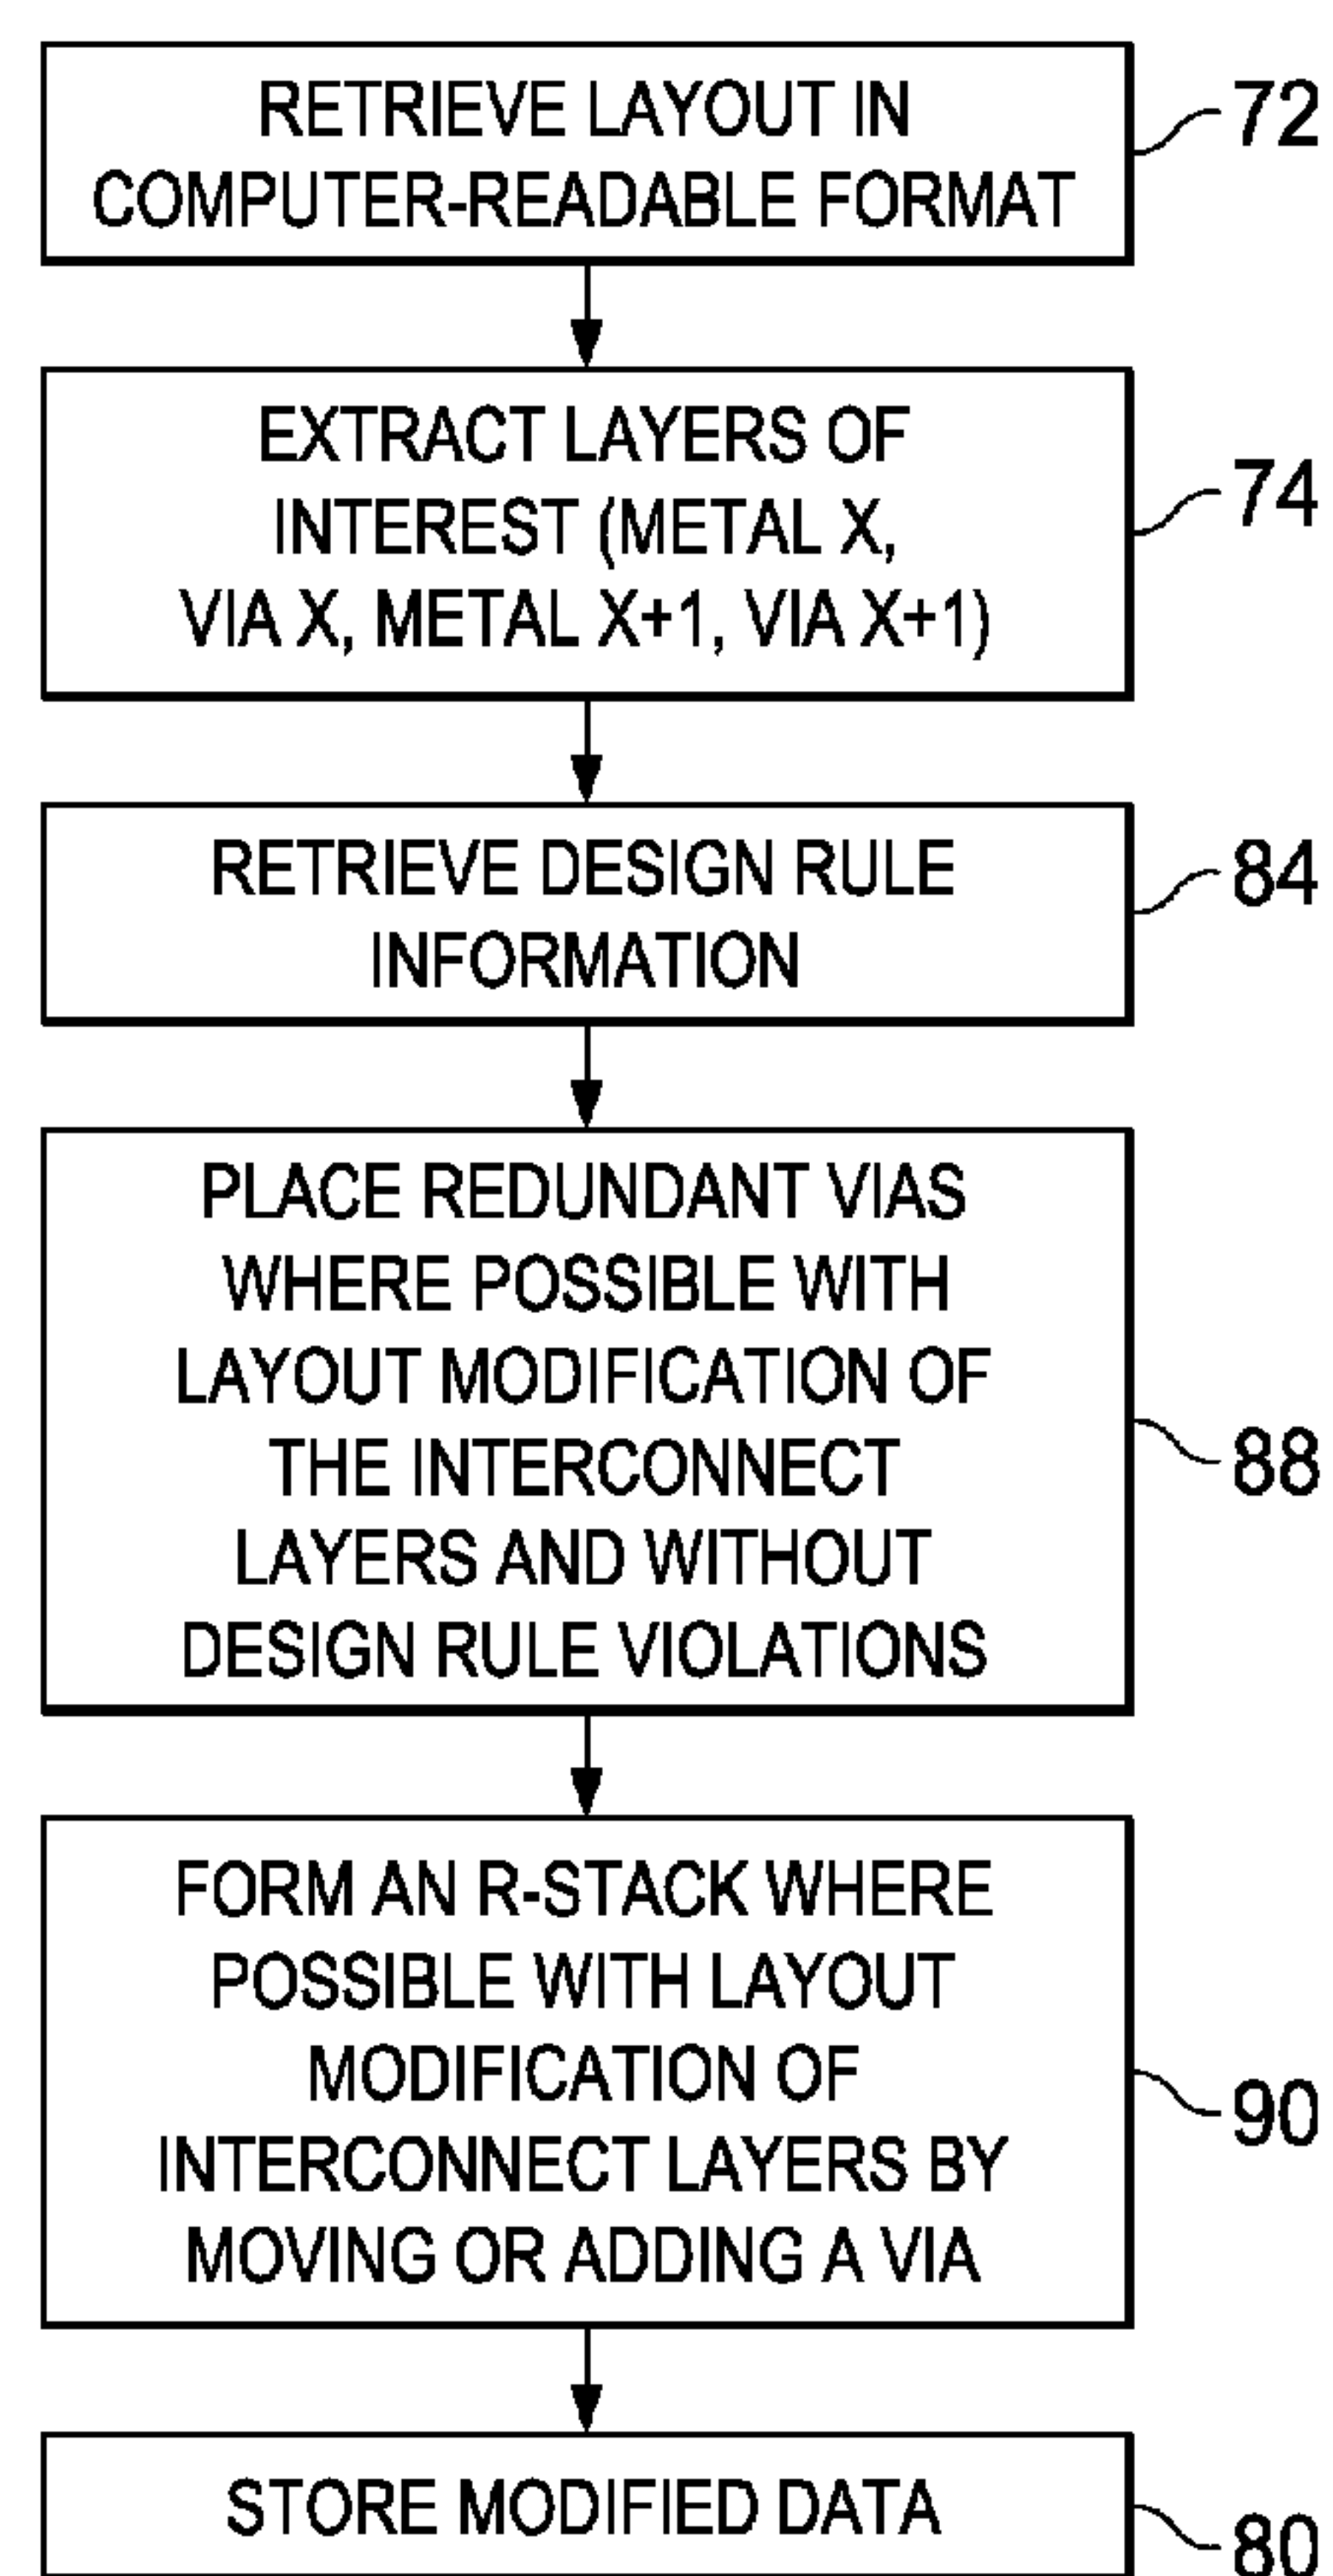 RETRIEVE LAYOUT IN
COMPUTER-READABLE FORMAT
72
EXTRACT LAYERS OF
INTEREST (METAL X,
VIA X, METAL X+1, VIA X+1)
74
RETRIEVE DESIGN RULE
INFORMATION
84
PLACE REDUNDANT VIAS
WHERE POSSIBLE WITH
LAYOUT MODIFICATION OF
THE INTERCONNECT
LAYERS AND WITHOUT
DESIGN RULE VIOLATIONS
88
FORM AN R-STACK WHERE
POSSIBLE WITH LAYOUT
MODIFICATION OF
INTERCONNECT LAYERS BY
MOVING OR ADDING A VIA
90
STORE MODIFIED DATA
80